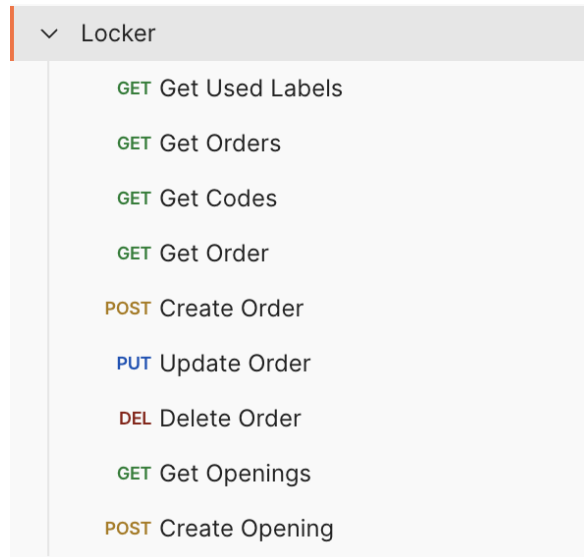 Locker
GET Get Used Labels
GET Get Orders
GET Get Codes
GET Get Order
POST Create Order
PUT Update Order
DEL Delete Order
GET Get Openings
POST Create Opening